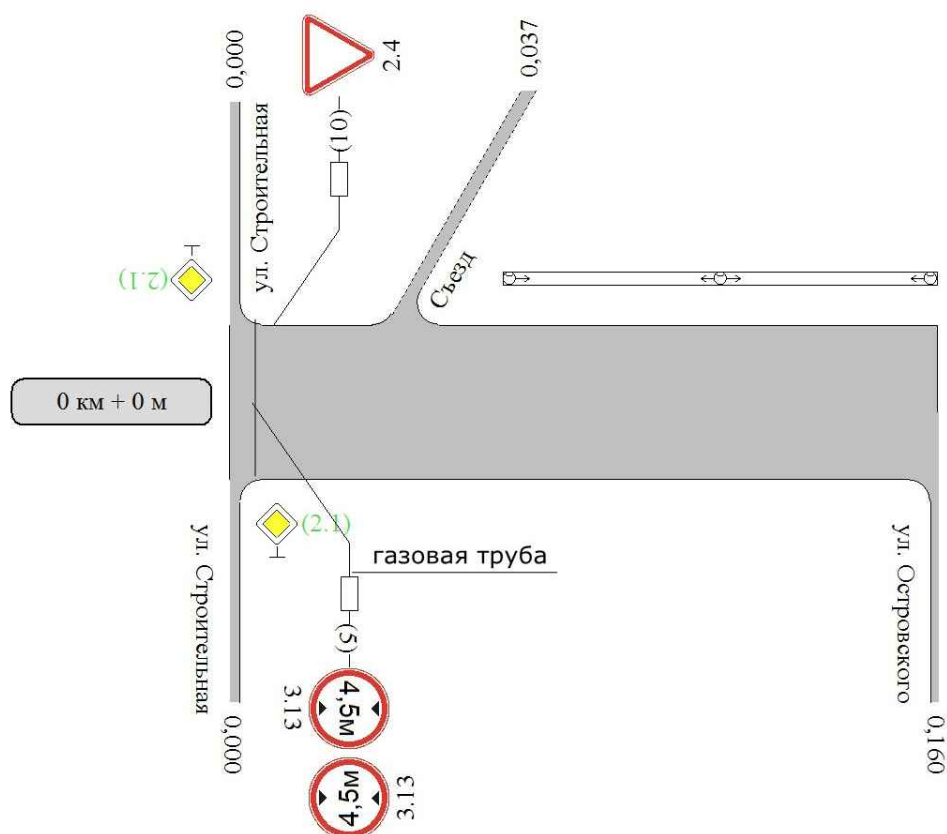 0,000
2.4
0,037
(10)
ул. Строительная
(2.1)
Съезд
0 км + 0 м
(2.1)
газовая труба
ул. Строительная
ул. Островского
(5)
4,5м
3.13
0,000
0,160
4,5м
3.13